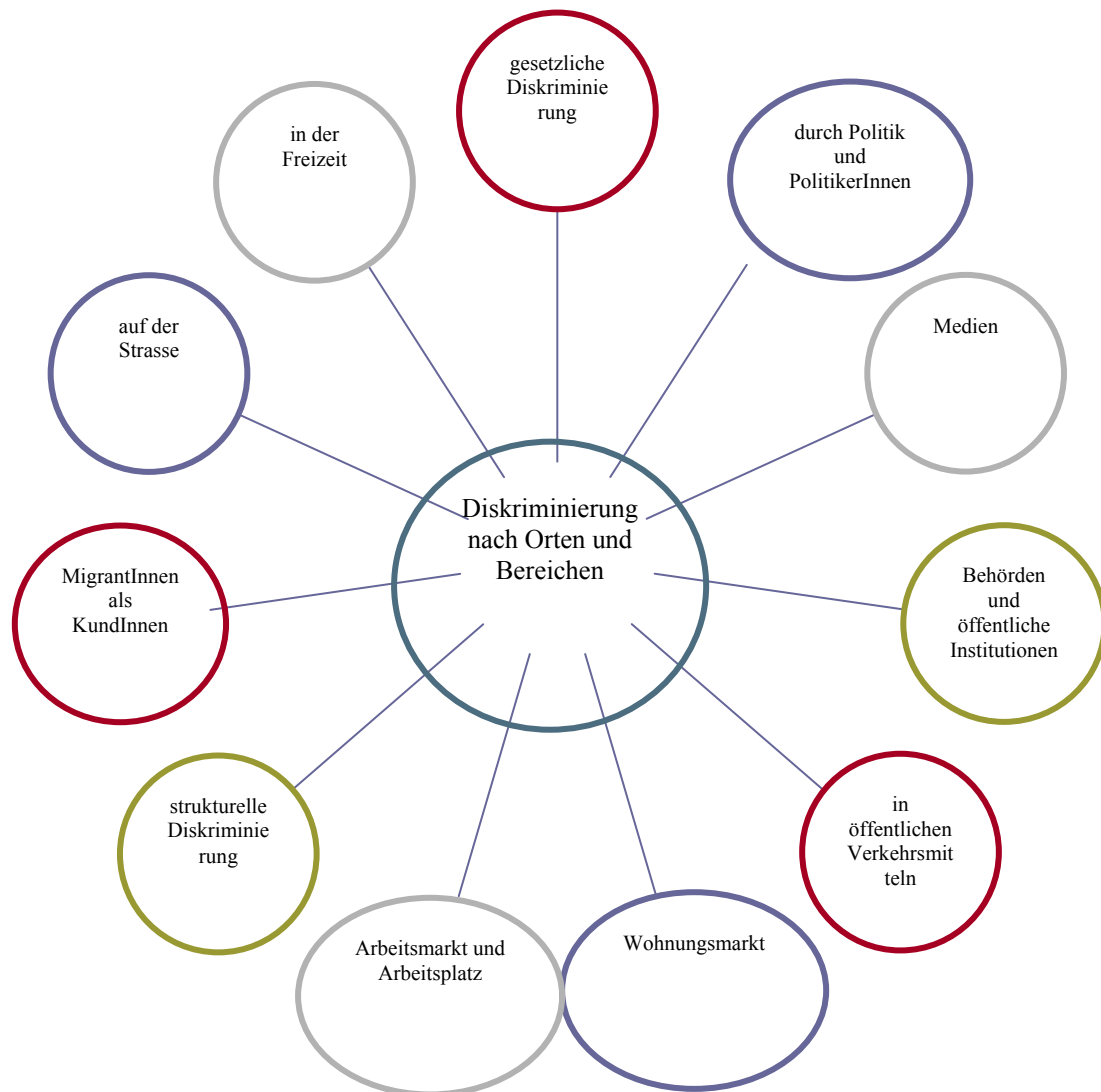 gesetzliche
Diskriminie
rung
durch Politik
und
PolitikerInnen
Medien
Behörden
und
öffentliche
Institutionen
in
öffentlichen
Verkehrsmit
teln
Wohnungsmarkt
Arbeitsmarkt und
Arbeitsplatz
strukturelle
Diskriminie
rung
MigrantInnen
als
KundInnen
auf der
Strasse
in der
Freizeit
Diskriminierung
nach Orten und
Bereichen